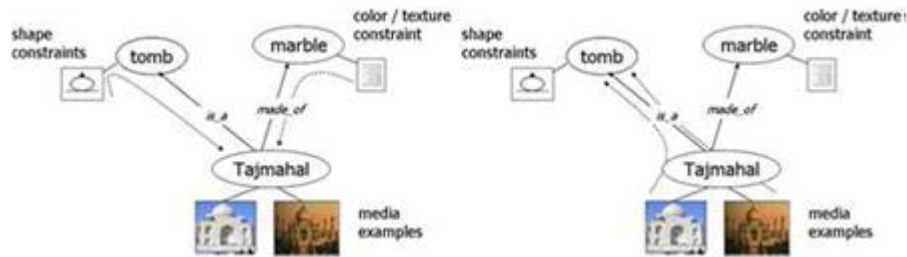 shape
constraints
tomb
marble
color / texture
constraint
is_a
made_of
Tajmahal
media
examples
shape
constraints
tomb
marble
color / texture
constraint
is_a
made_of
Tajmahal
media
examples